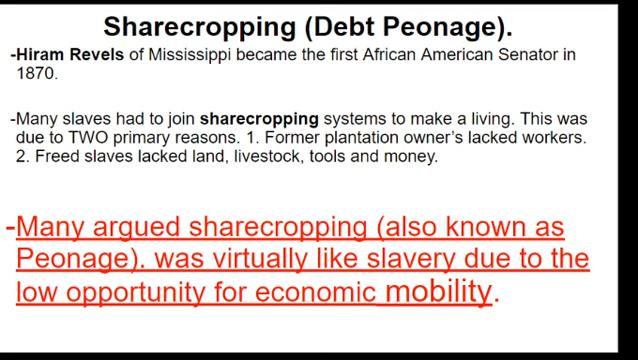 Sharecropping (Debt Peonage).
-Hiram Revels of Mississippi became the first African American Senator in
1870.
-Many slaves had to join sharecropping systems to make a living. This was
due to TWO primary reasons. 1. Former plantation owner's lacked workers.
2. Freed slaves lacked land, livestock, tools and money.
-Many argued sharecropping (also known as
Peonage). was virtually like slavery due to the
low opportunity for economic mobility.